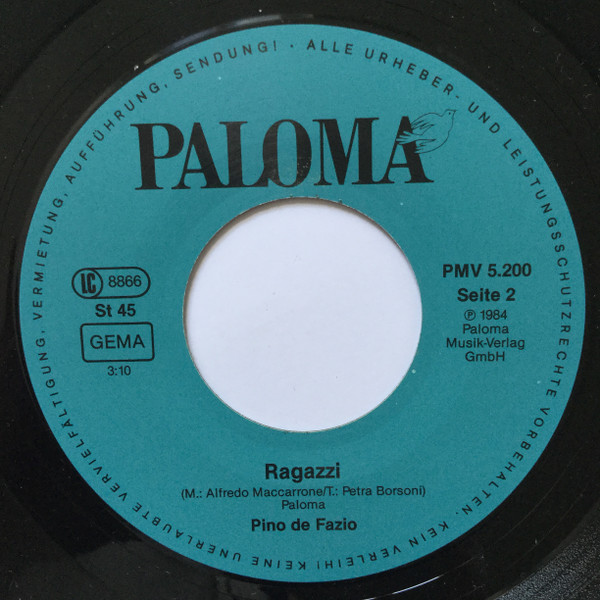 ALLE URHEBER- UND LEISTUNGSSCHUTZRECHTE VORBEHALTEN. KEIN VERLEIH! KEINE UNERLAUBTE VERVIELFÄLTIGUNG, VERMIETUNG, AUFFÜHRUNG, SENDUNG! ·
PALOMA
LC 8866
St 45
GEMA
3:10
PMV 5.200
Seite 2
℗ 1984
Paloma
Musik-Verlag
GmbH
Ragazzi
(M.: Alfredo Maccarrone/T.: Petra Borsoni)
Paloma
Pino de Fazio